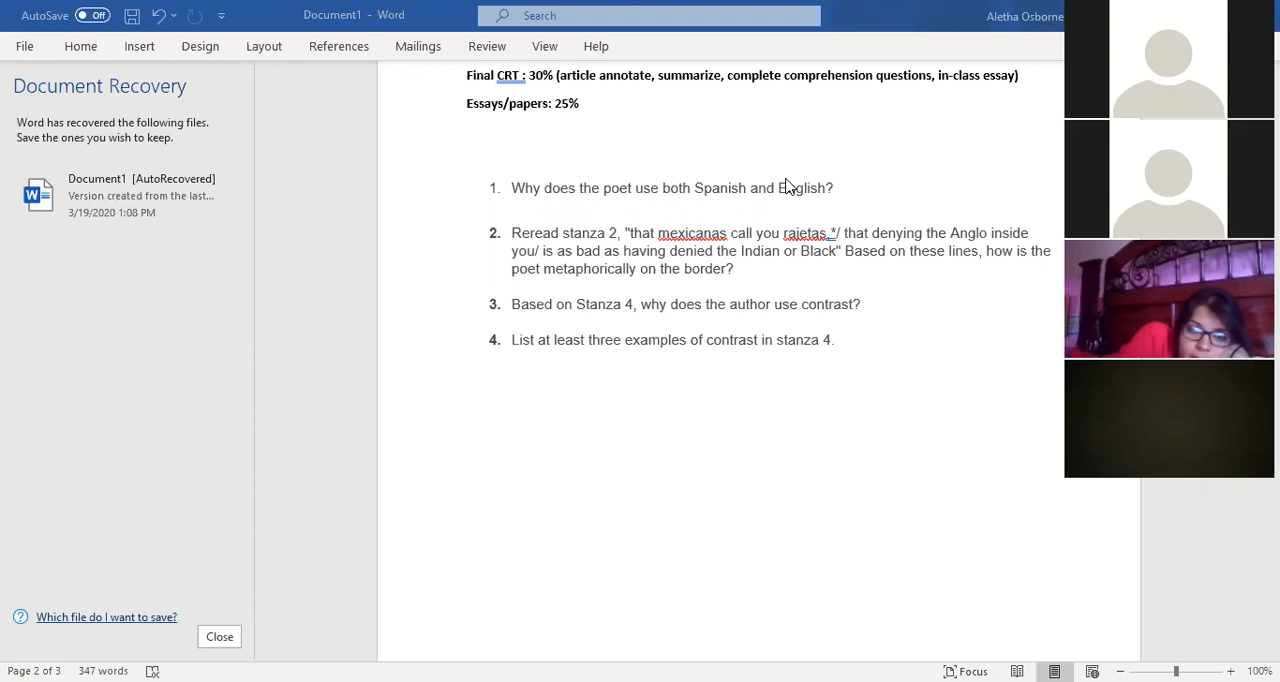 AutoSave Off Document1 - Word Search Aletha Osborne
File Home Insert Design Layout References Mailings Review View Help
Document Recovery
Word has recovered the following files.
Save the ones you wish to keep.
Document1 [AutoRecovered]
Version created from the last...
3/19/2020 1:08 PM
Final CRT : 30% (article annotate, summarize, complete comprehension questions, in-class essay)
Essays/papers: 25%
1. Why does the poet use both Spanish and English?
2. Reread stanza 2, "that mexicanas call you rajetas,*/ that denying the Anglo inside
you/ is as bad as having denied the Indian or Black" Based on these lines, how is the
poet metaphorically on the border?
3. Based on Stanza 4, why does the author use contrast?
4. List at least three examples of contrast in stanza 4.
Which file do I want to save?
Close
Page 2 of 3 347 words Focus 100%